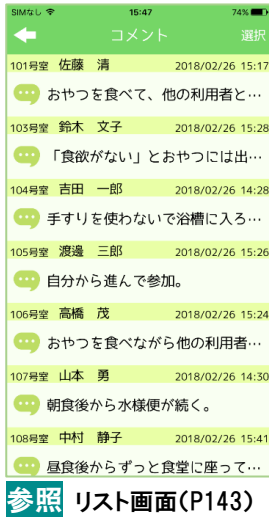 SIMなし 15:47 74%
コメント 選択
101号室 佐藤 清 2018/02/26 15:17
おやつを食べて、他の利用者と…
103号室 鈴木 文子 2018/02/26 15:28
「食欲がない」とおやつには出…
104号室 吉田 一郎 2018/02/26 14:28
手すりを使わないで浴槽に入ろ…
105号室 渡邉 三郎 2018/02/26 15:26
自分から進んで参加。
106号室 高橋 茂 2018/02/26 15:24
おやつを食べながら他の利用者…
107号室 山本 勇 2018/02/26 14:30
朝食後から水様便が続く。
108号室 中村 静子 2018/02/26 15:41
昼食後からずっと食堂に座って…
参照 リスト画面(P143)